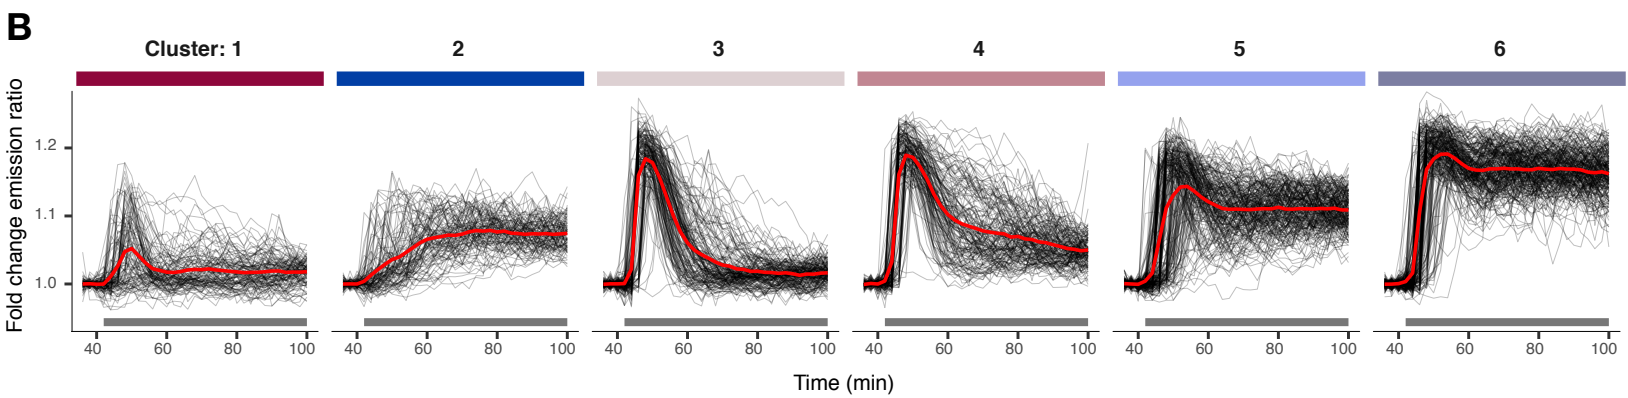 B
Cluster: 1 2 3 4 5 6
Fold change emission ratio
1.2
1.1
1.0
40 60 80 100 40 60 80 100 40 60 80 100 40 60 80 100 40 60 80 100 40 60 80 100
Time (min)